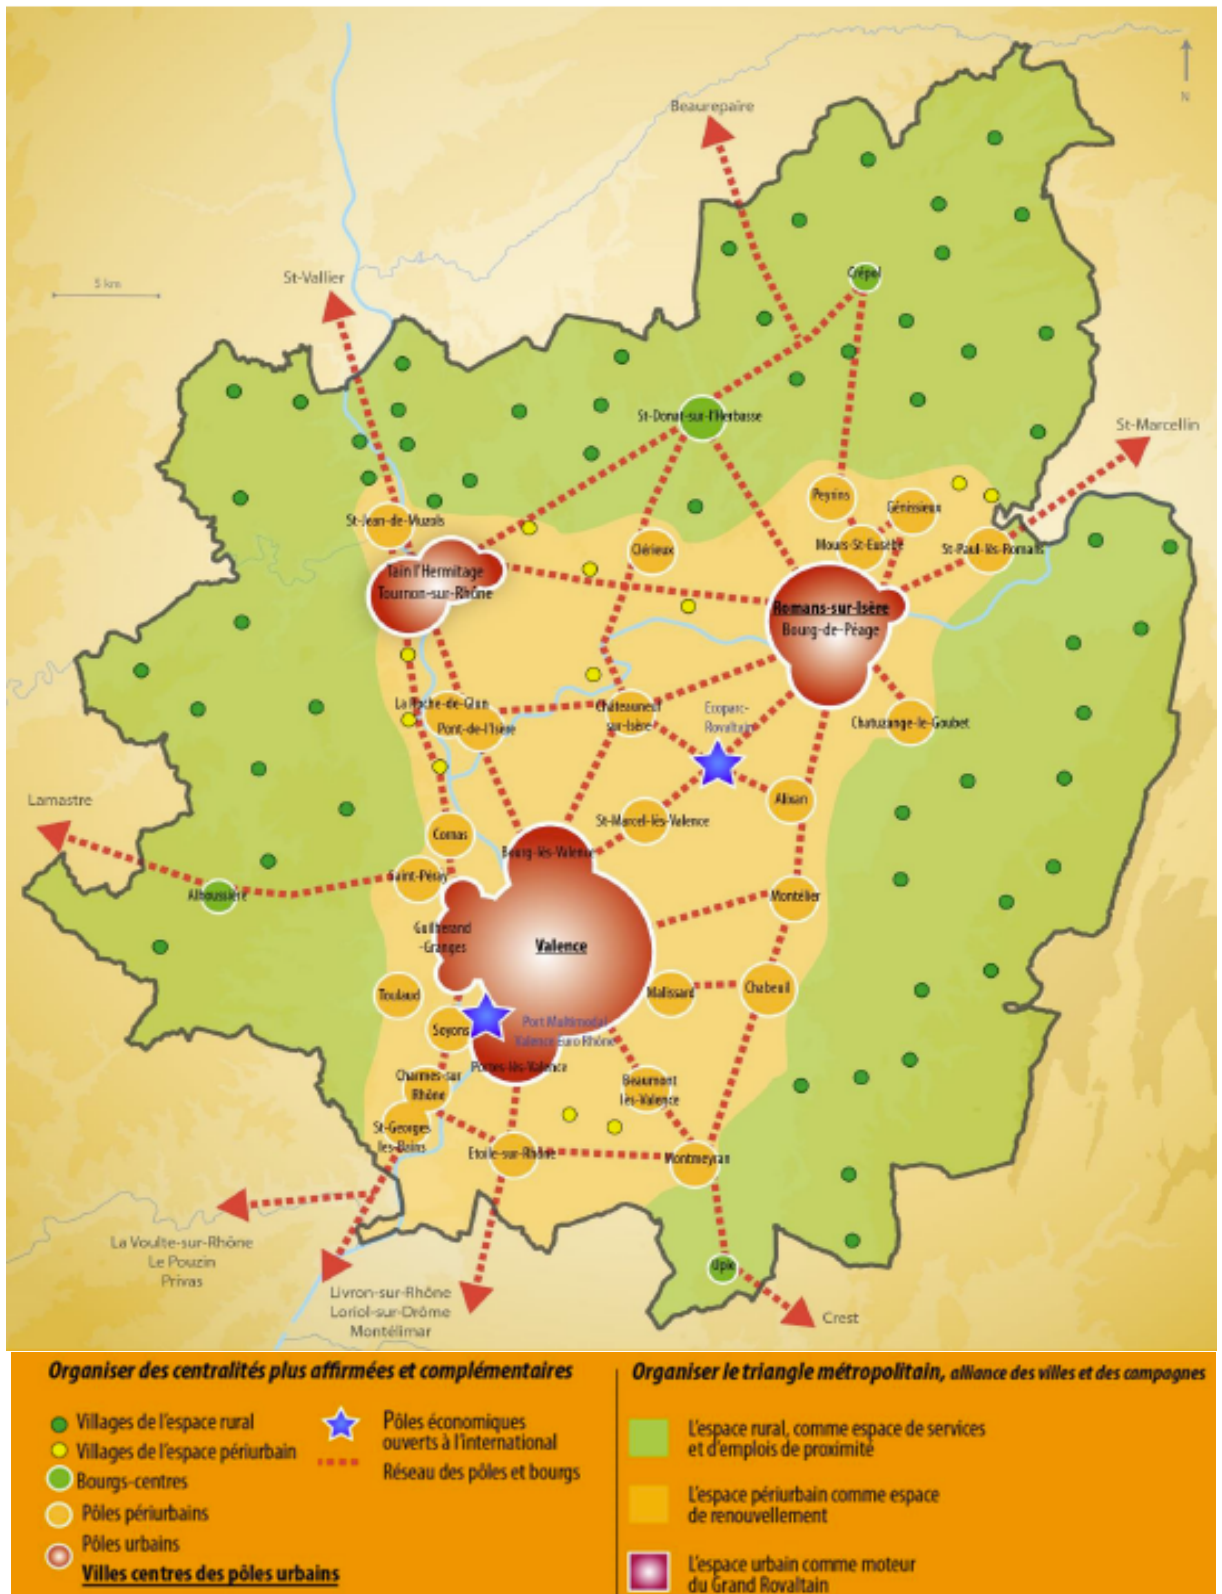 Beaurepaire
N
St-Vallier
5 km
Crépol
St-Donat-sur-l'Herbasse
St-Marcellin
Peyrins
Génissieux
St-Jean-de-Muzols
Clérieux
Mours-St-Eusèbe
St-Paul-lès-Romans
Tain l'Hermitage
Tournon-sur-Rhône
Romans-sur-Isère
Bourg-de-Péage
La Roche-de-Glun
Pont-de-l'Isère
Châteauneuf
sur-Isère
Ecoparc-
Rovaltain
Chatuzange-le-Goubet
Lamastre
Alixan
St-Marcel-lès-Valence
Cornas
Bourg-lès-Valence
Saint-Péray
Alboussière
Montélier
Guilherand
-Granges
Valence
Toulaud
Malissard
Chabeuil
Soyons
Port Multimodal
Valence Euro Rhône
Portes-lès-Valence
Charmes-sur
Rhône
Beaumont
lès-Valence
St-Georges
les-Bains
Etoile-sur-Rhône
Montmeyran
La Voulte-sur-Rhône
Le Pouzin
Privas
Upie
Livron-sur-Rhône
Loriol-sur-Drôme
Montélimar
Crest
Organiser des centralités plus affirmées et complémentaires
Villages de l'espace rural
Villages de l'espace périurbain
Bourgs-centres
Pôles périurbains
Pôles urbains
Villes centres des pôles urbains
Pôles économiques
ouverts à l'international
Réseau des pôles et bourgs
Organiser le triangle métropolitain, alliance des villes et des campagnes
L'espace rural, comme espace de services
et d'emplois de proximité
L'espace périurbain comme espace
de renouvellement
L'espace urbain comme moteur
du Grand Rovaltain